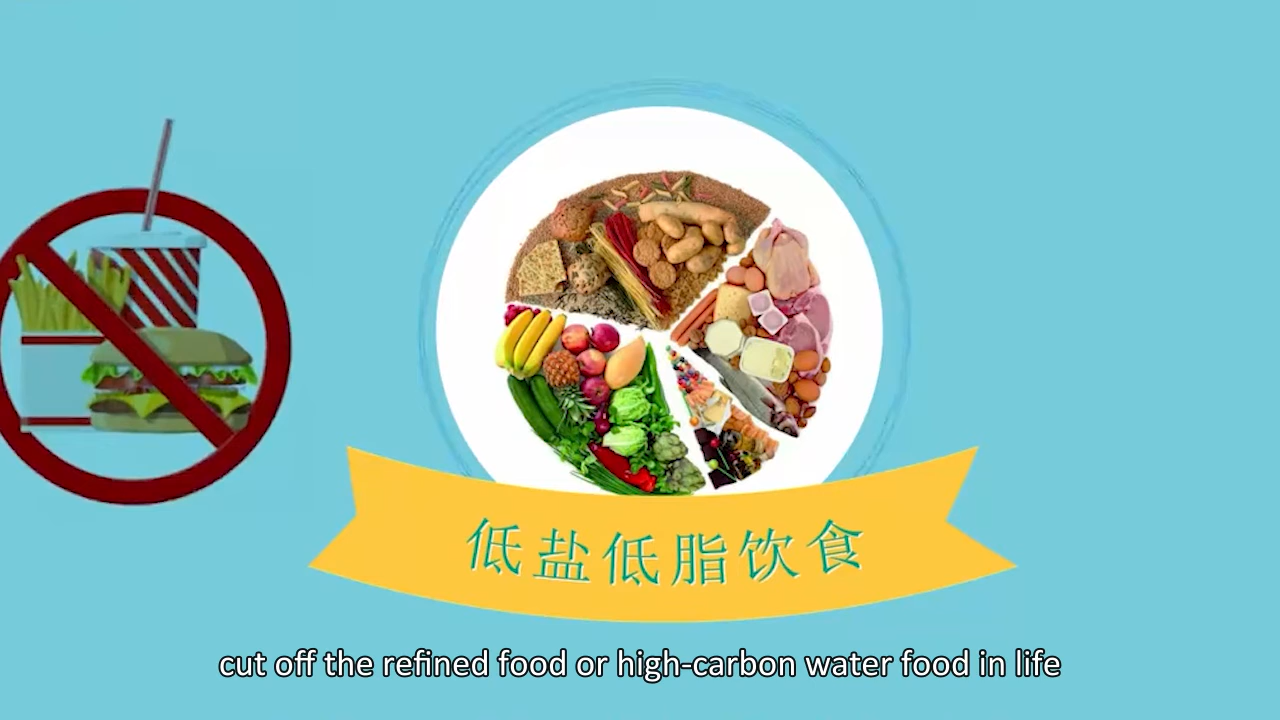 低盐低脂饮食
cut off the refined food or high-carbon water food in life